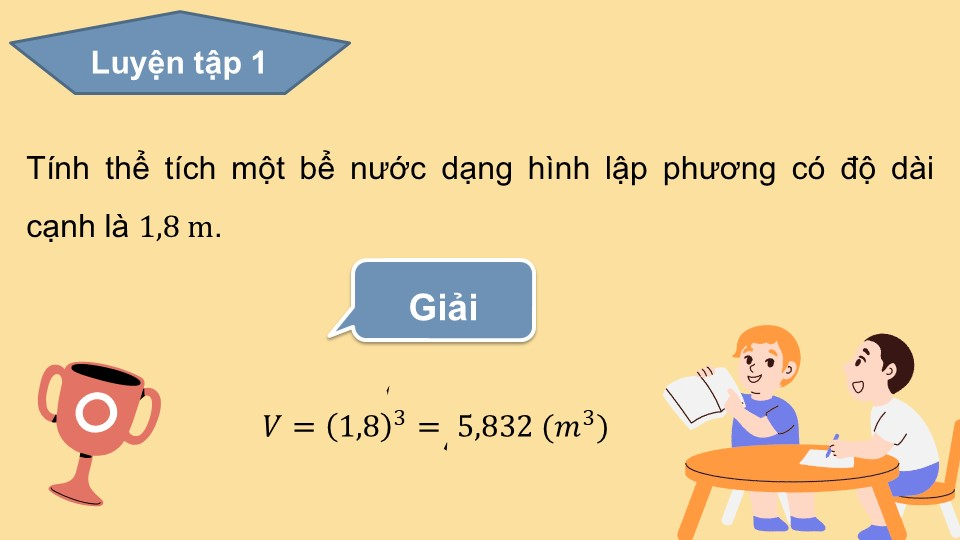 Luyện tập 1
Tính thể tích một bể nước dạng hình lập phương có độ dài
cạnh là 1,8 m.
Giải
V = (1,8)³ = 5,832 (m³)